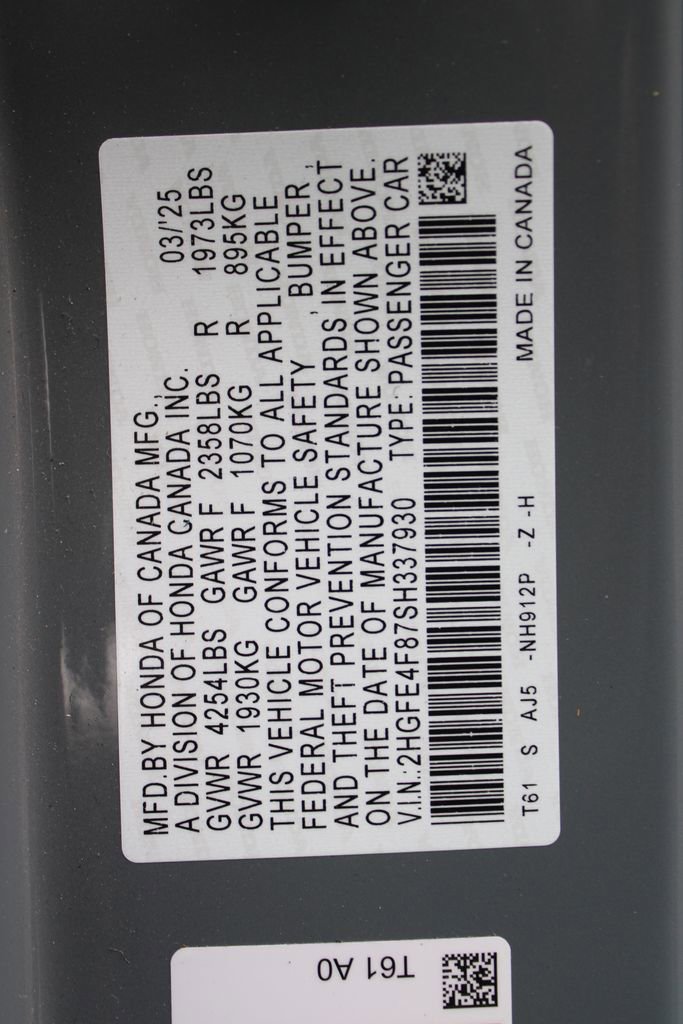 MFD.BY HONDA OF CANADA MFG.,
A DIVISION OF HONDA CANADA INC. 03/'25
GVWR 4254LBS GAWR F 2358LBS R 1973LBS
GVWR 1930KG GAWR F 1070KG R 895KG
THIS VEHICLE CONFORMS TO ALL APPLICABLE
FEDERAL MOTOR VEHICLE SAFETY , BUMPER ,
AND THEFT PREVENTION STANDARDS IN EFFECT
ON THE DATE OF MANUFACTURE SHOWN ABOVE.
V.I.N.:2HGFE4F87SH337930 TYPE:PASSENGER CAR
T61 S AJ5 -NH912P -Z -H MADE IN CANADA
T61 A0